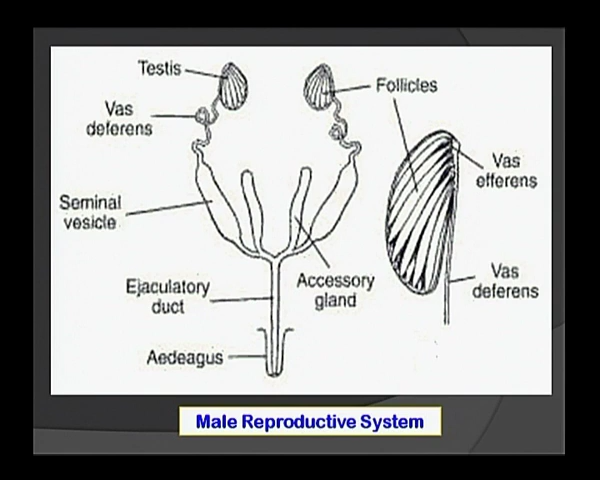 Testis
Follicles
Vas
deferens
Vas
efferens
Seminal
vesicle
Vas
deferens
Ejaculatory
duct
Accessory
gland
Aedeagus
Male Reproductive System